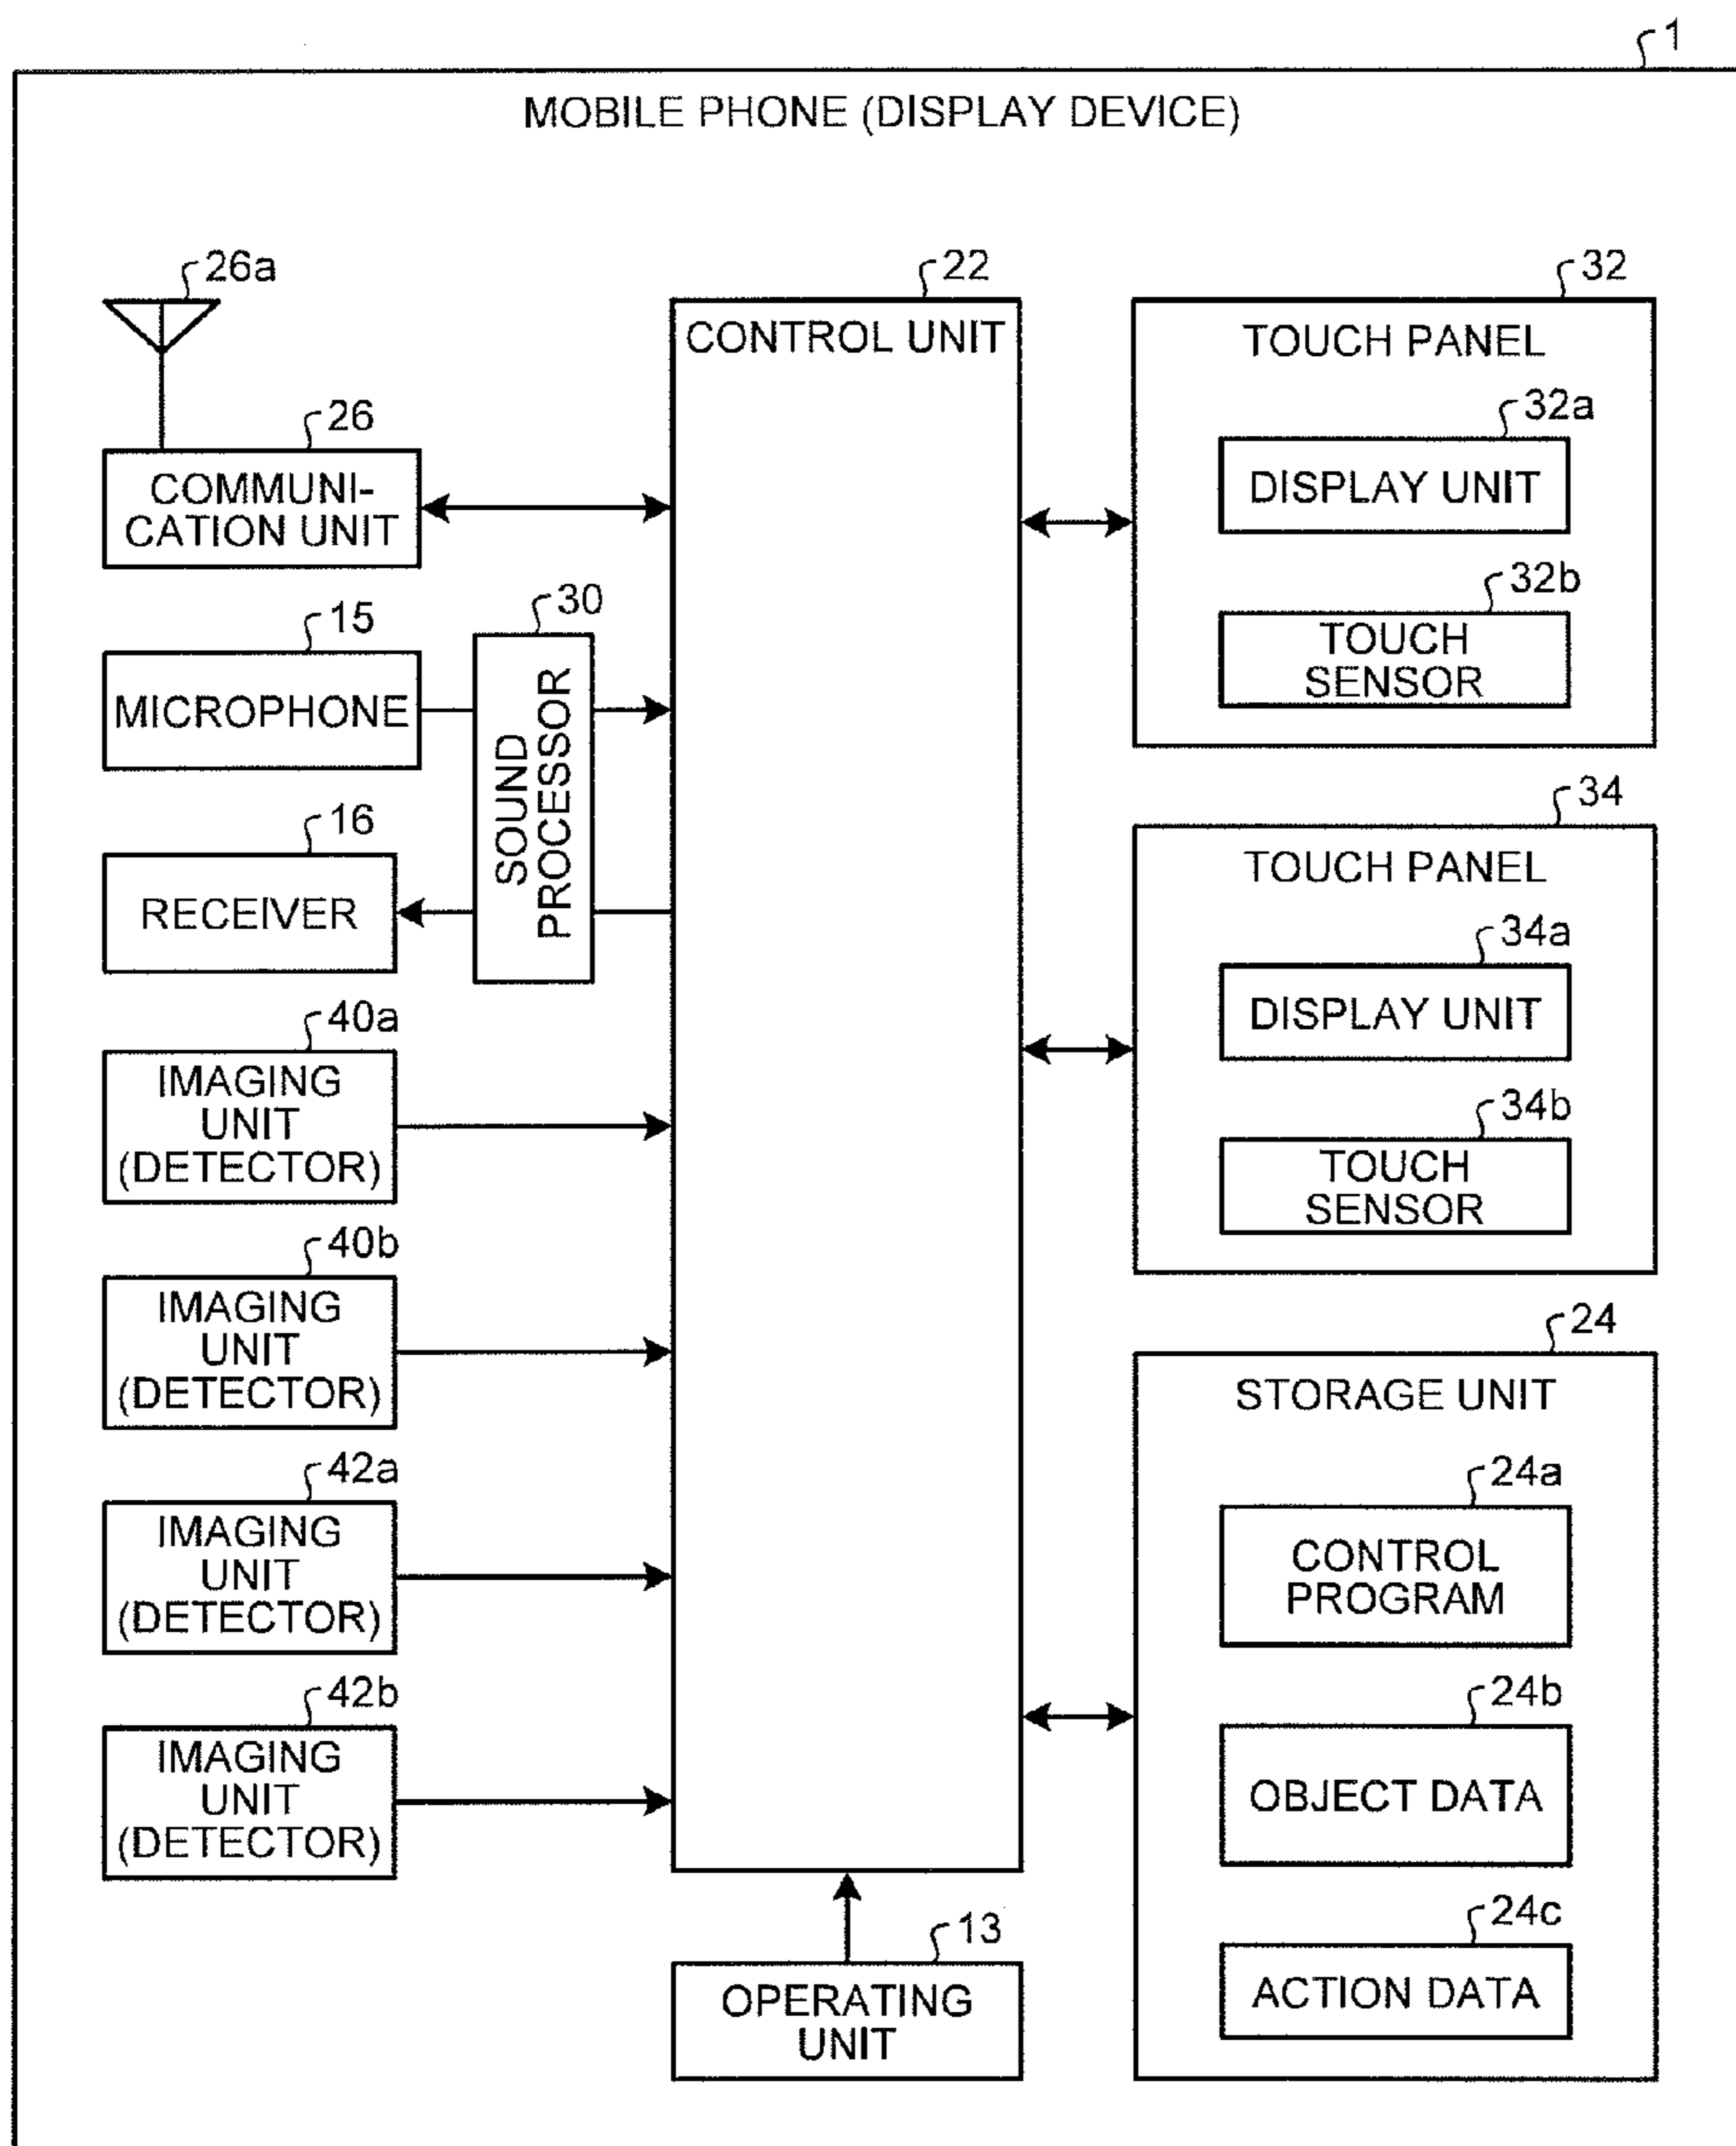 1
MOBILE PHONE (DISPLAY DEVICE)
26a
22
32
CONTROL UNIT
TOUCH PANEL
26
32a
COMMUNI-
CATION UNIT
DISPLAY UNIT
30
32b
15
TOUCH
SENSOR
MICROPHONE
SOUND
PROCESSOR
34
16
TOUCH PANEL
RECEIVER
34a
DISPLAY UNIT
40a
IMAGING
UNIT
(DETECTOR)
34b
TOUCH
SENSOR
40b
IMAGING
UNIT
(DETECTOR)
24
STORAGE UNIT
42a
IMAGING
UNIT
(DETECTOR)
24a
CONTROL
PROGRAM
42b
IMAGING
UNIT
(DETECTOR)
24b
OBJECT DATA
13
OPERATING
UNIT
24c
ACTION DATA